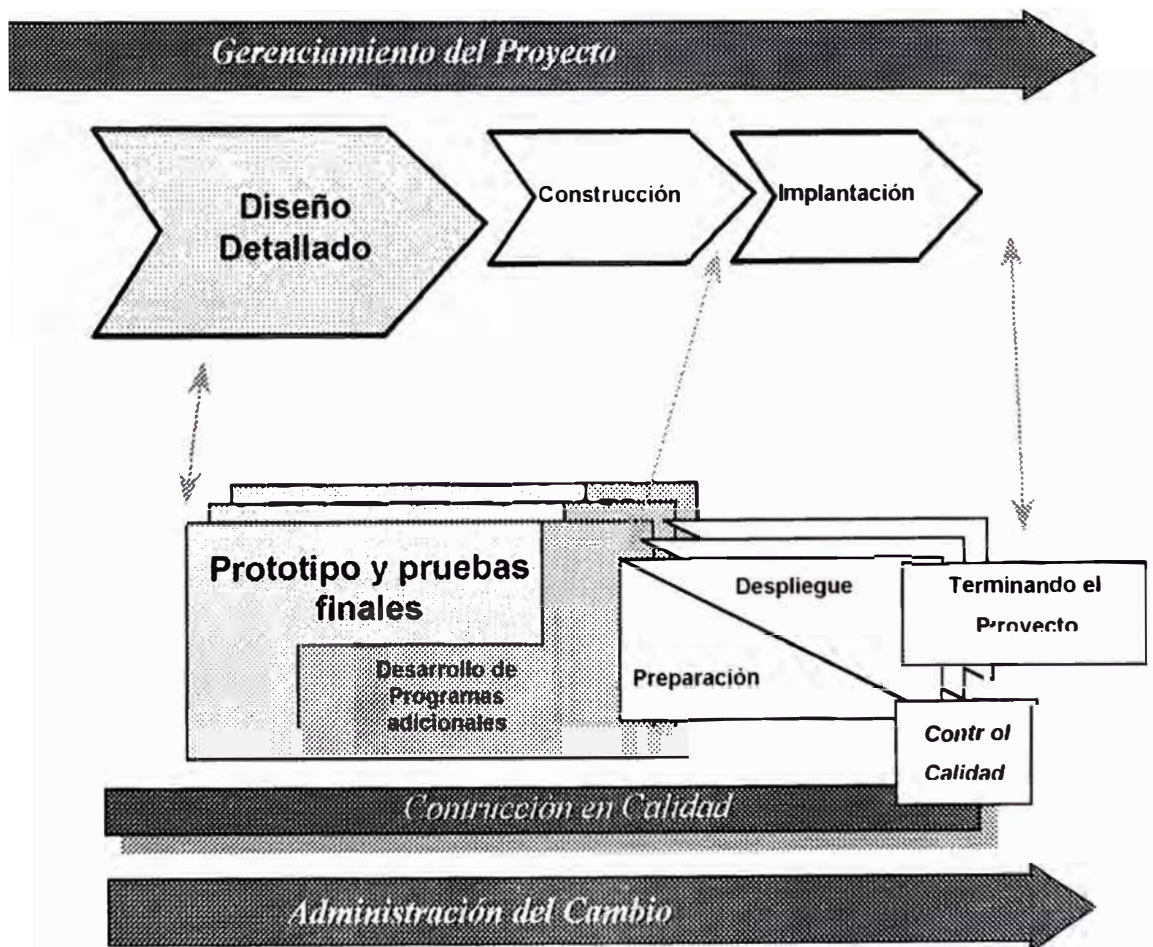 Gerenciamiento del Proyecto
Diseño
Detallado
Construcción
Implantación
Prototipo y pruebas
finales
Desarrollo de
Programas
adicionales
Despliegue
Preparación
Terminando el
Proyecto
Contr ol
Calidad
Contrucción en Calidad
Administración del Cambio